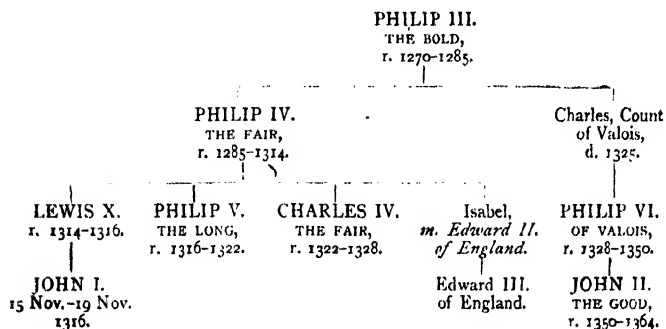 PHILIP III.
THE BOLD,
r. 1270-1285.
PHILIP IV.
THE FAIR,
r. 1285-1314.
Charles, Count
of Valois,
d. 1325.
LEWIS X.
r. 1314-1316.
PHILIP V.
THE LONG,
r. 1316-1322.
CHARLES IV.
THE FAIR,
r. 1322-1328.
Isabel,
m. Edward II.
of England.
PHILIP VI.
OF VALOIS,
r. 1328-1350.
JOHN I.
15 Nov.-19 Nov.
1316.
Edward III.
of England.
JOHN II.
THE GOOD,
r. 1350-1364.